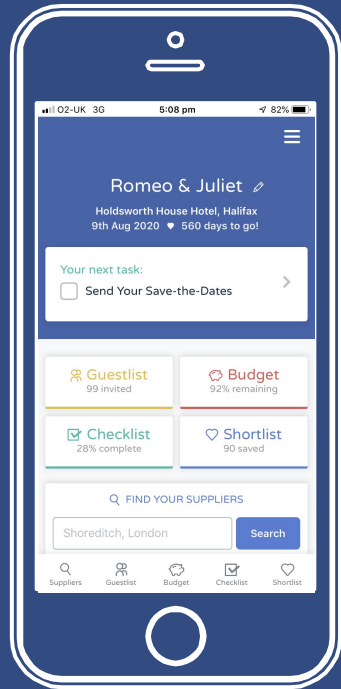 O2-UK 3G 5:08 pm 82%
Romeo & Juliet
Holdsworth House Hotel, Halifax
9th Aug 2020 ♥ 560 days to go!
Your next task:
Send Your Save-the-Dates
Guestlist
99 invited
Budget
92% remaining
Checklist
28% complete
Shortlist
90 saved
FIND YOUR SUPPLIERS
Shoreditch, London Search
Suppliers Guestlist Budget Checklist Shortlist